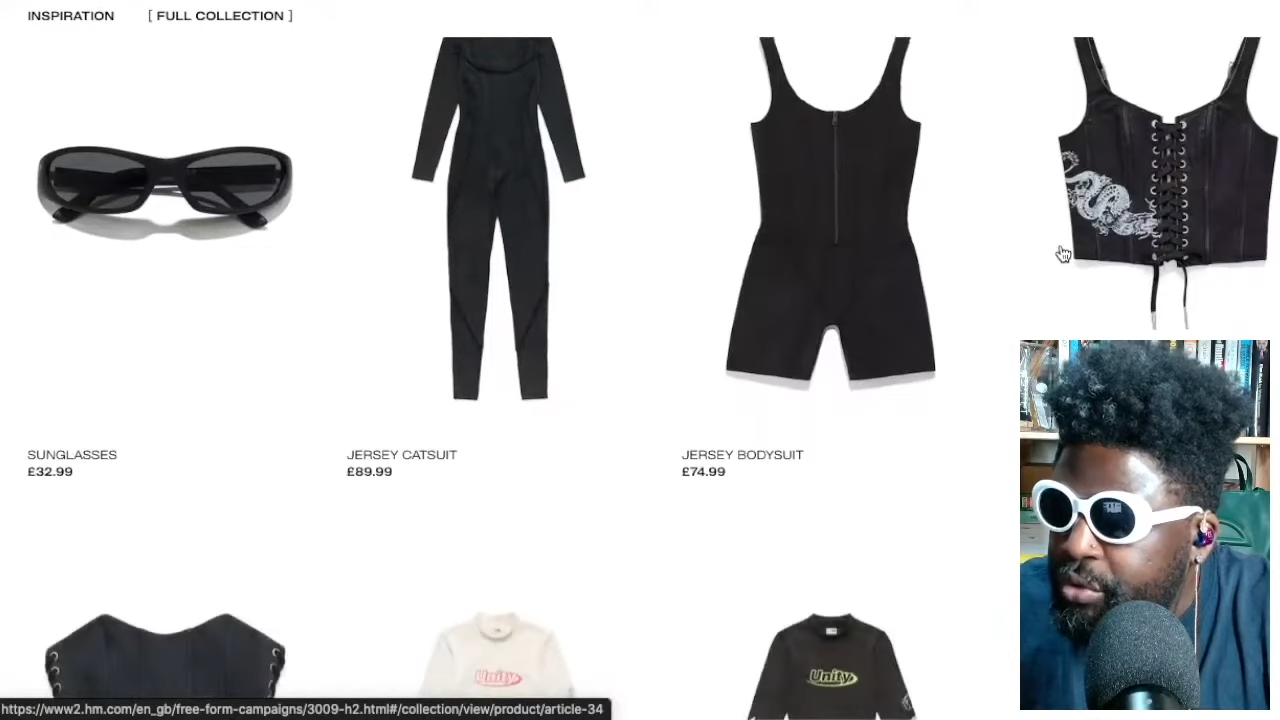 INSPIRATION [ FULL COLLECTION ]
SUNGLASSES
£32.99
JERSEY CATSUIT
£89.99
JERSEY BODYSUIT
£74.99
Unity
Unity
https://www2.hm.com/en_gb/free-form-campaigns/3009-h2.html#/collection/view/product/article-34